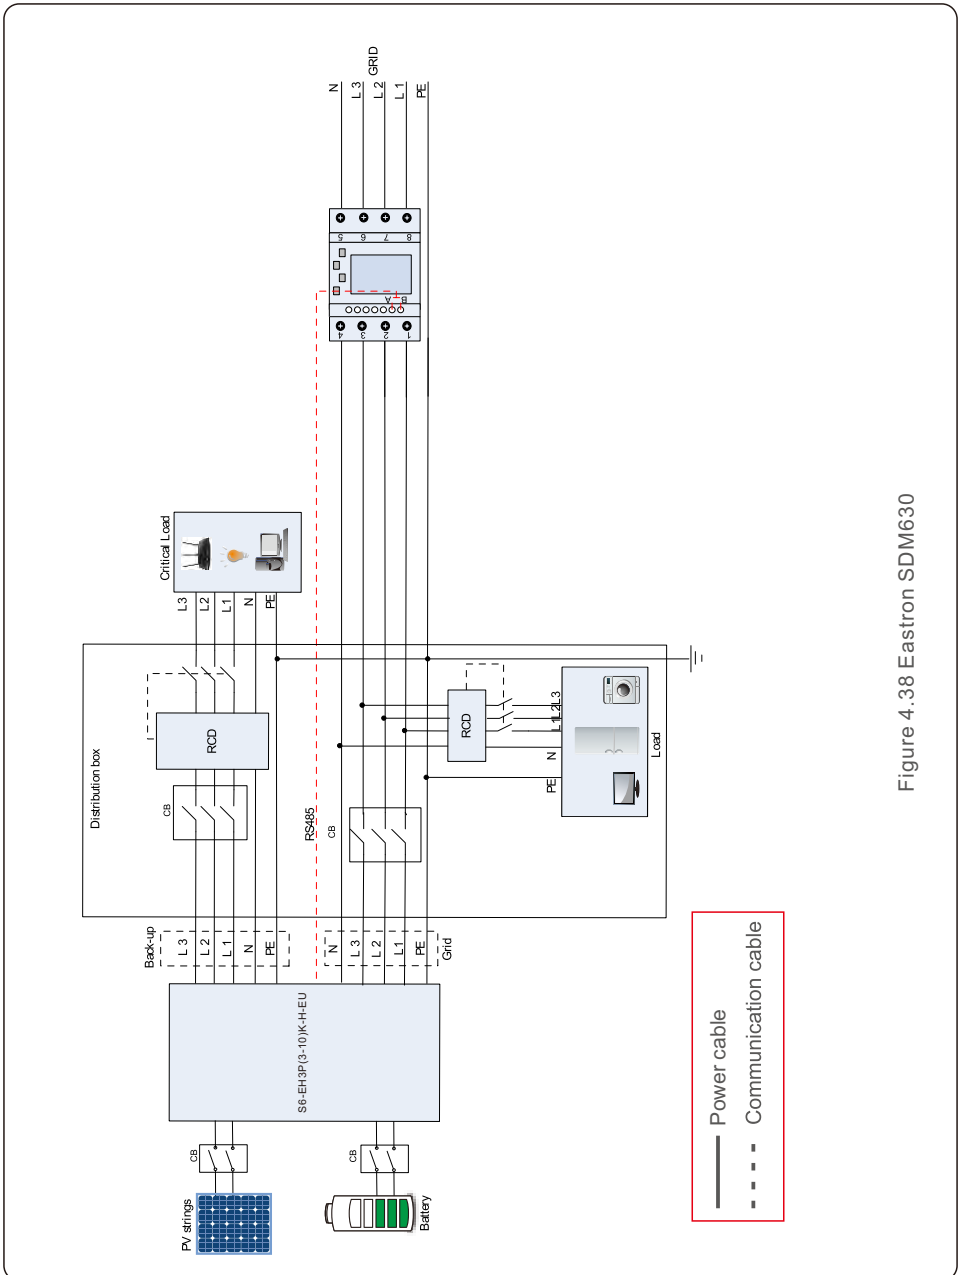 PV strings
CB
Battery
CB
S6-EH3P(3-10)K-H-EU
Back-up
L 3
L 2
L 1
N
PE
N
L 3
L 2
L1
PE
Grid
RS485
Distribution box
CB
RCD
CB
RCD
L3
L2
L1
N
PE
Critical Load
PE
N
L1
L2
L3
Load
4
3
2
1
A
B
5
6
7
8
N
L 3
L 2
L 1
PE
GRID
Power cable
Communication cable
Figure 4.38 Eastron SDM630